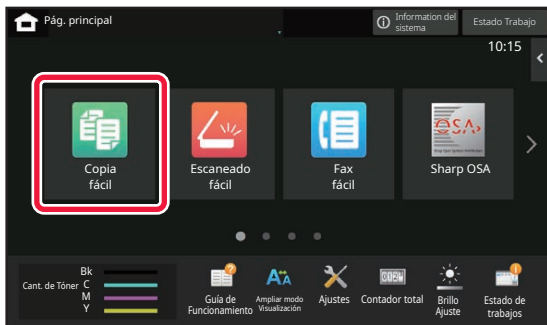 Pág. principal
Information del
sistema
Estado Trabajo
10:15
Copia
fácil
Escaneado
fácil
Fax
fácil
Sharp OSA
Bk
Cant. de Tóner C
M
Y
Guía de
Funcionamiento
Ampliar modo
Visualización
Ajustes
Contador total
Brillo
Ajuste
Estado de
trabajos